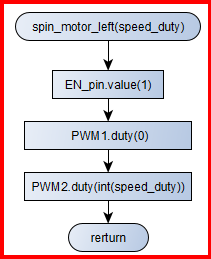 spin_motor_left(speed_duty)
EN_pin.value(1)
PWM1.duty(0)
PWM2.duty(int(speed_duty))
rerturn